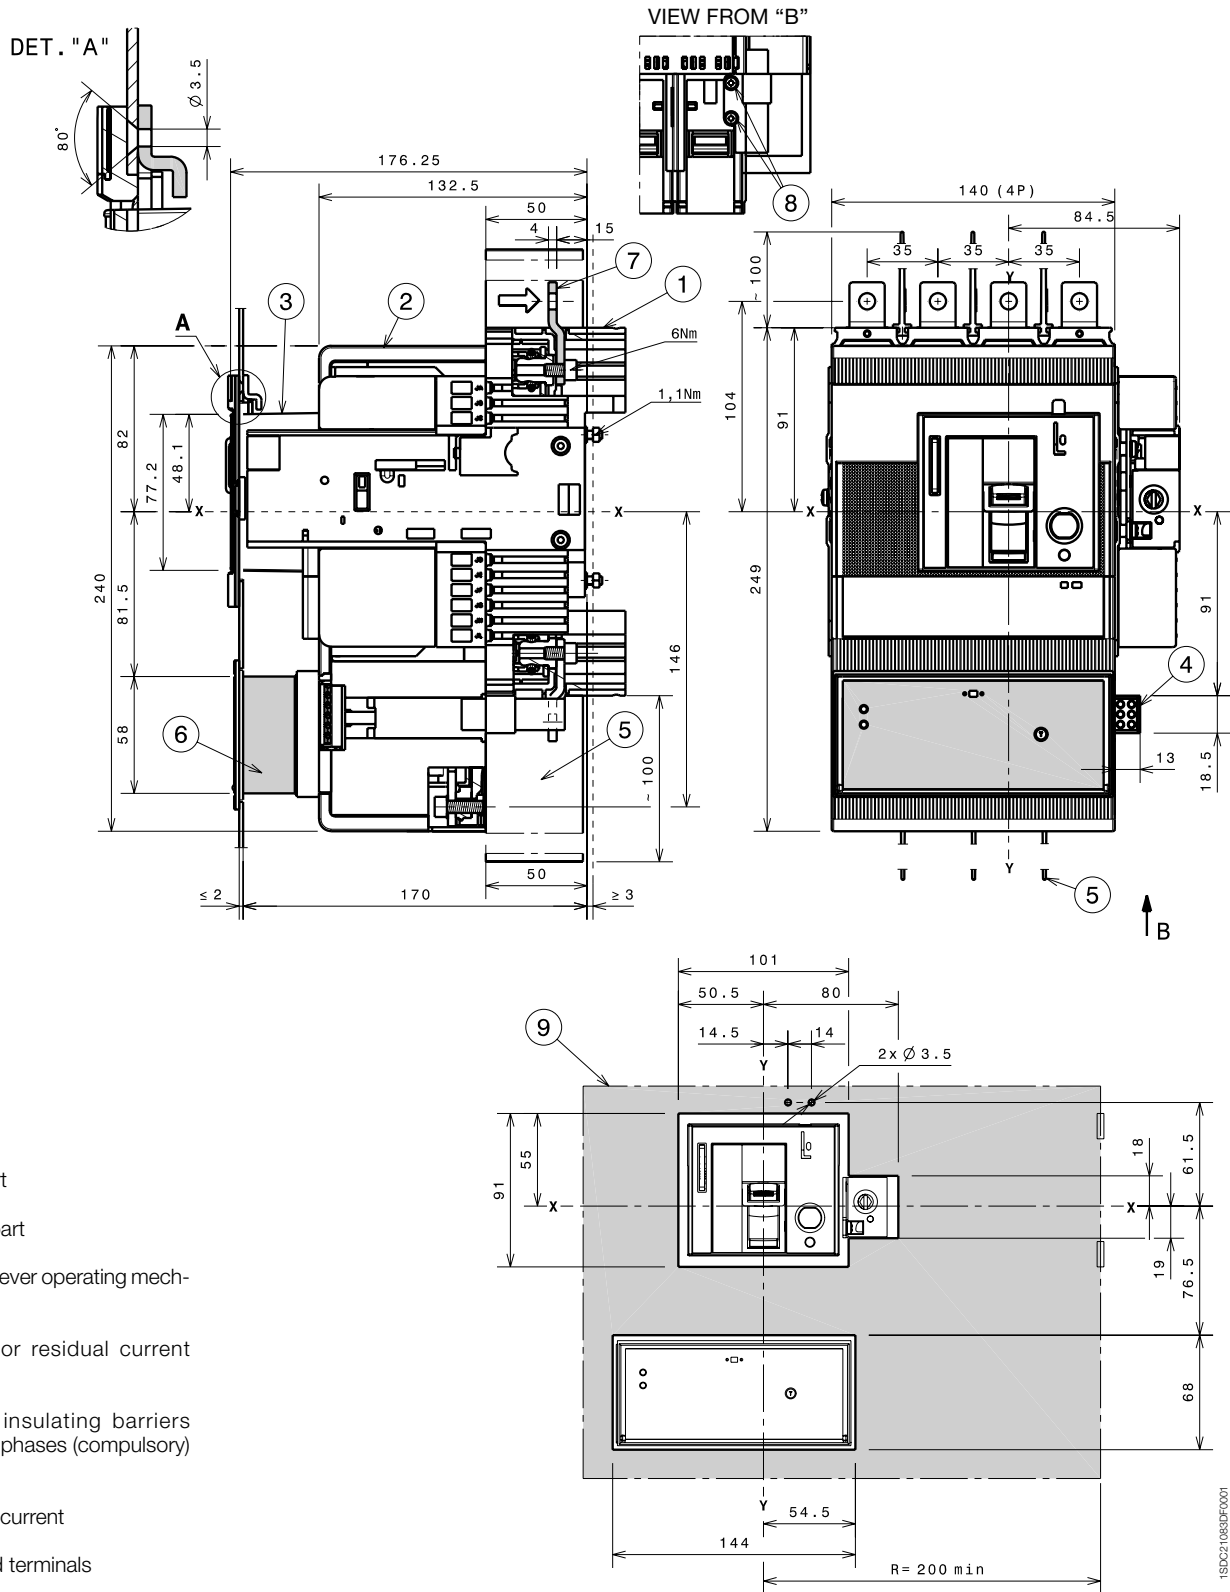 VIEW FROM “B”
DET."A"
80°
Ø 3.5
176.25
132.5
50
4
15
8
140 (4P)
84.5
35
35
35
Y
~100
7
1
3
2
A
6Nm
1,1Nm
104
91
82
77.2
48.1
X
X
X
X
240
81.5
249
91
146
4
58
6
5
~100
13
18.5
50
≤ 2
170
≥ 3
Y
5
B
101
50.5
80
9
14.5
14
2x Ø 3.5
Y
55
91
18
61.5
X
X
19
76.5
68
Y
54.5
144
R= 200 min
rt
art
ever operating mech-
or residual current
insulating barriers
phases (compulsory)
current
d terminals
1SDC21083DF0001